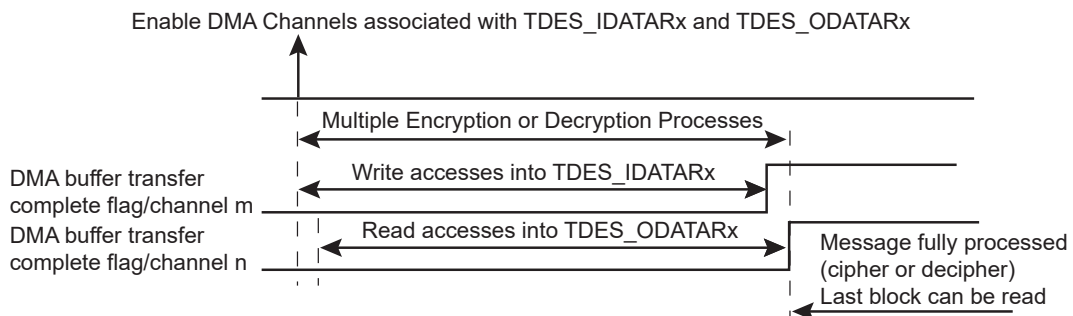 Enable DMA Channels associated with TDES_IDATARx and TDES_ODATARx
Multiple Encryption or Decryption Processes
DMA buffer transfer
complete flag/channel m
Write accesses into TDES_IDATARx
DMA buffer transfer
complete flag/channel n
Read accesses into TDES_ODATARx
Message fully processed
(cipher or decipher)
Last block can be read